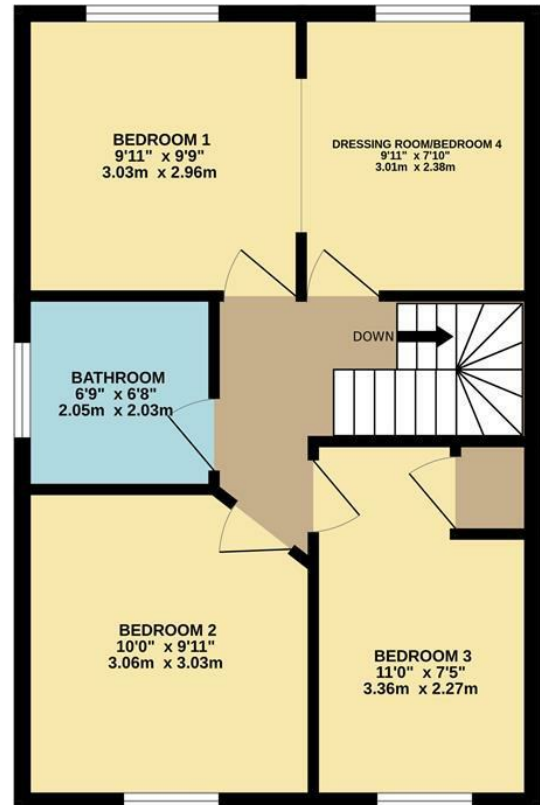 BEDROOM 1
9'11" x 9'9"
3.03m x 2.96m
DRESSING ROOM/BEDROOM 4
9'11" x 7'10"
3.01m x 2.38m
DOWN
BATHROOM
6'9" x 6'8"
2.05m x 2.03m
BEDROOM 2
10'0" x 9'11"
3.06m x 3.03m
BEDROOM 3
11'0" x 7'5"
3.36m x 2.27m